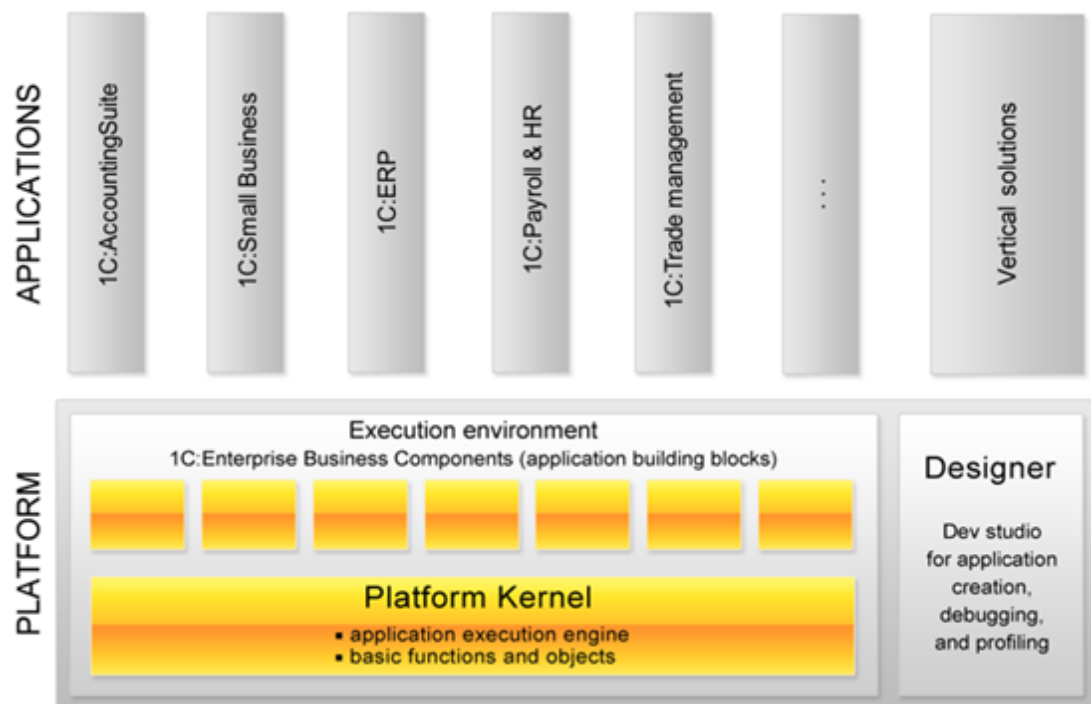 APPLICATIONS
1C:AccountingSuite
1C:Small Business
1C:ERP
1C:Payroll & HR
1C:Trade management
...
Vertical solutions
PLATFORM
Execution environment
1C:Enterprise Business Components (application building blocks)
Platform Kernel
▪ application execution engine
▪ basic functions and objects
Designer
Dev studio
for application
creation,
debugging,
and profiling